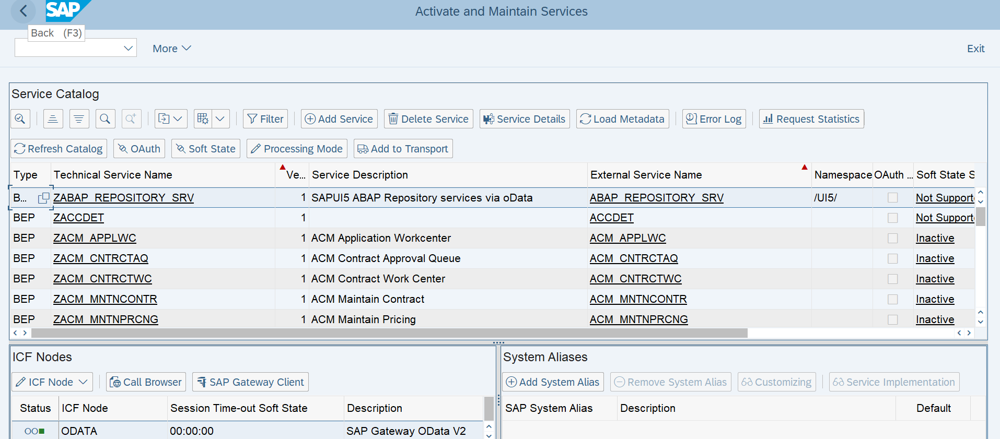 SAP
Activate and Maintain Services
Back (F3)
More
Exit
Service Catalog
Filter Add Service Delete Service Service Details Load Metadata Error Log Request Statistics
Refresh Catalog OAuth Soft State Processing Mode Add to Transport
Type Technical Service Name Ve... Service Description External Service Name Namespace OAuth ... Soft State S
B... ZABAP_REPOSITORY_SRV 1 SAPUI5 ABAP Repository services via oData ABAP_REPOSITORY_SRV /UI5/ Not Support
BEP ZACCDET 1 ACCDET Not Support
BEP ZACM_APPLWC 1 ACM Application Workcenter ACM_APPLWC Inactive
BEP ZACM_CNTRCTAQ 1 ACM Contract Approval Queue ACM_CNTRCTAQ Inactive
BEP ZACM_CNTRCTWC 1 ACM Contract Work Center ACM_CNTRCTWC Inactive
BEP ZACM_MNTNCONTR 1 ACM Maintain Contract ACM_MNTNCONTR Inactive
BEP ZACM_MNTNPRCNG 1 ACM Maintain Pricing ACM_MNTNPRCNG Inactive
ICF Nodes
ICF Node Call Browser SAP Gateway Client
Status ICF Node Session Time-out Soft State Description
ODATA 00:00:00 SAP Gateway OData V2
System Aliases
Add System Alias Remove System Alias Customizing Service Implementation
SAP System Alias Description Default